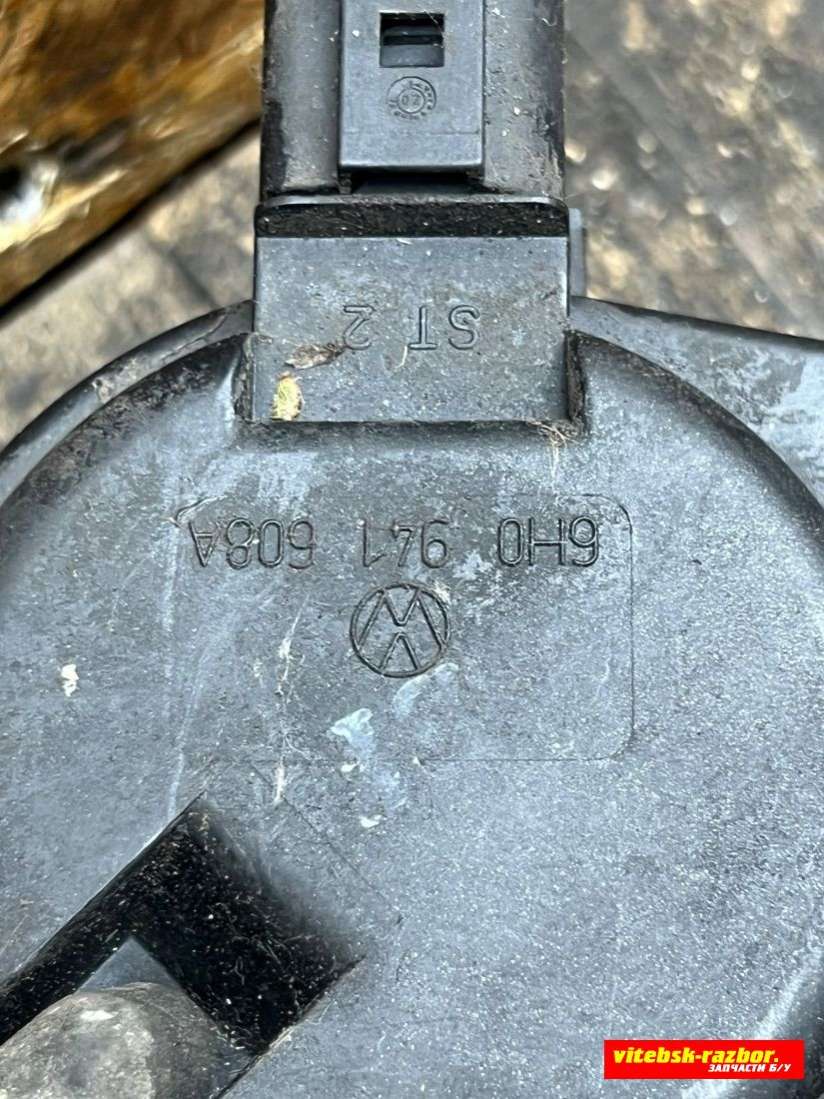 ST 2
6H0 941 608A
vitebsk-razbor.
ЗАПЧАСТИ Б/У